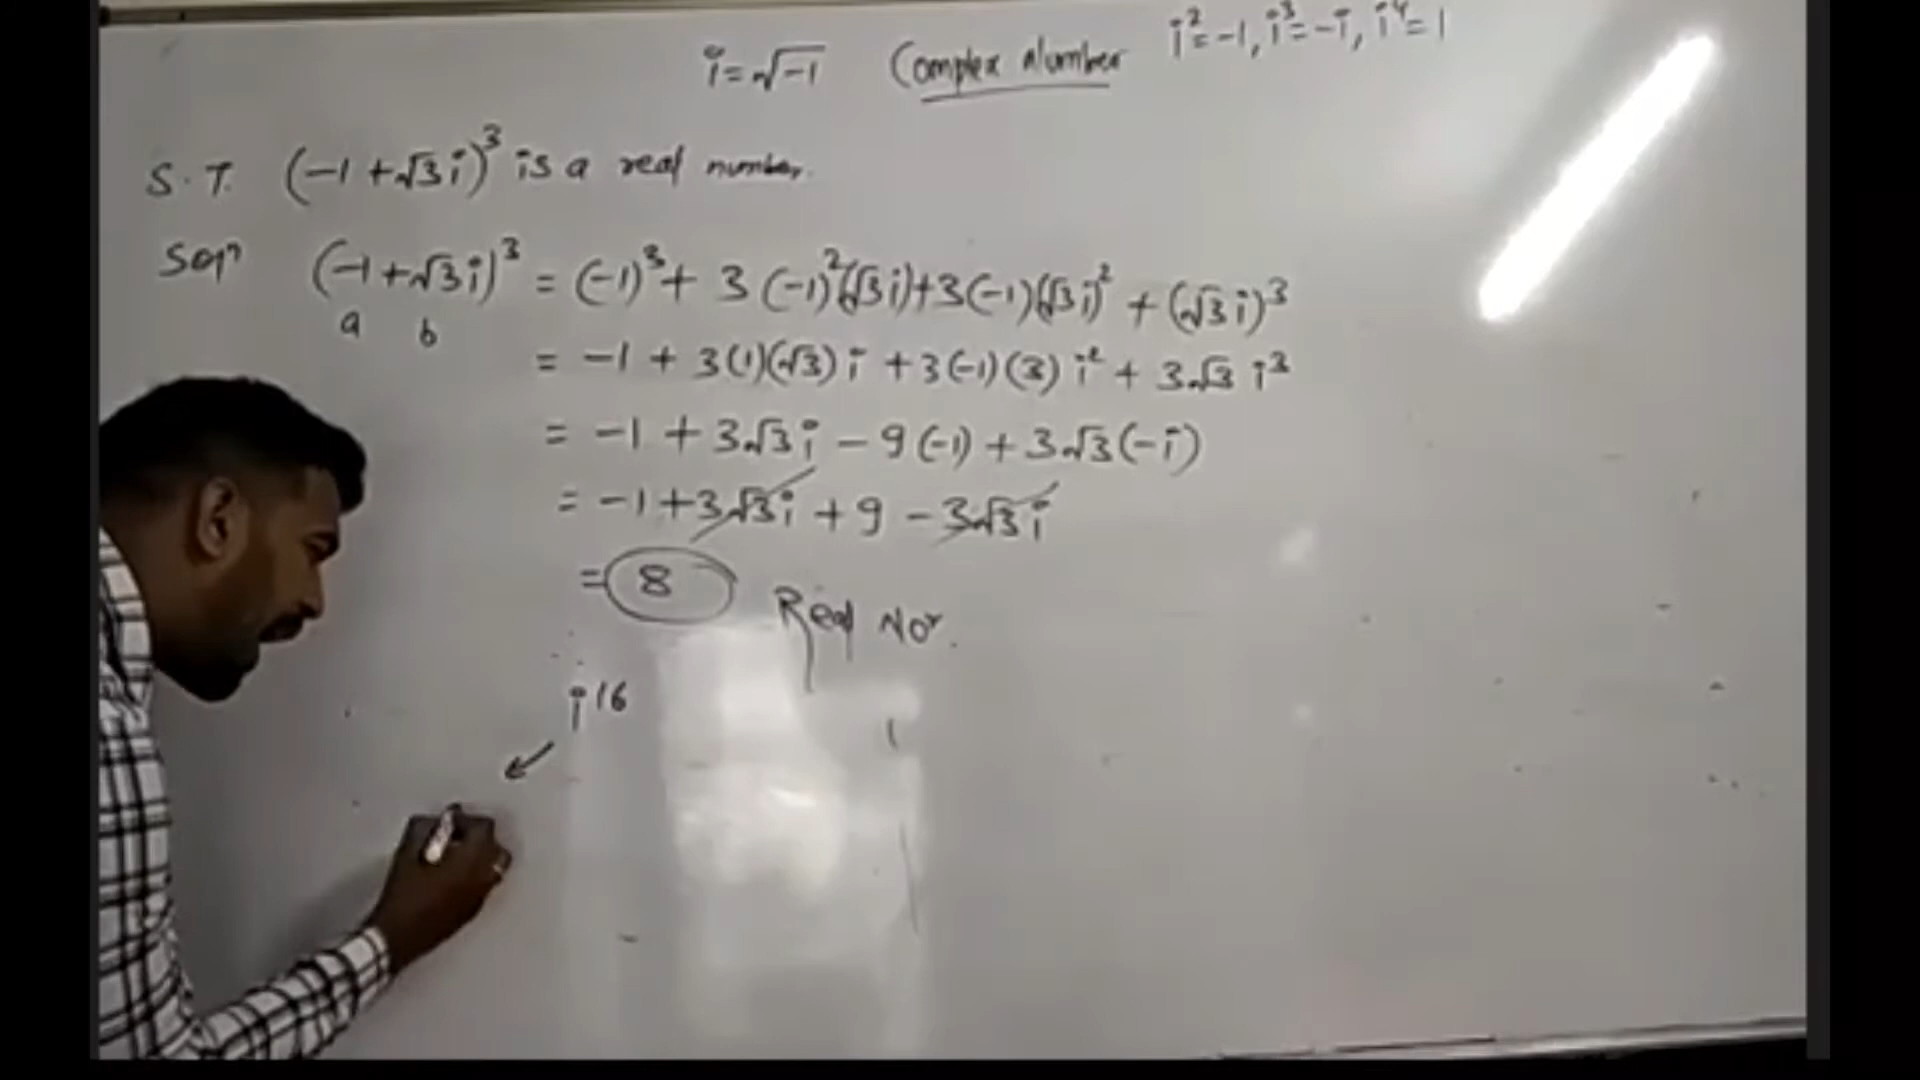 i = √-1 Complex Number i² = -1, i³ = -i, i⁴ = 1
S.T. (-1 + √3 i)³ is a real number.
Solⁿ (-1 + √3 i)³ = (-1)³ + 3 (-1)² (√3 i) + 3 (-1) (√3 i)² + (√3 i)³
a b
= -1 + 3 (1) (√3) i + 3 (-1) (3) i² + 3√3 i³
= -1 + 3√3 i - 9 (-1) + 3√3 (-i)
= -1 + 3√3 i + 9 - 3√3 i
= 8 Real Nor.
i¹⁶